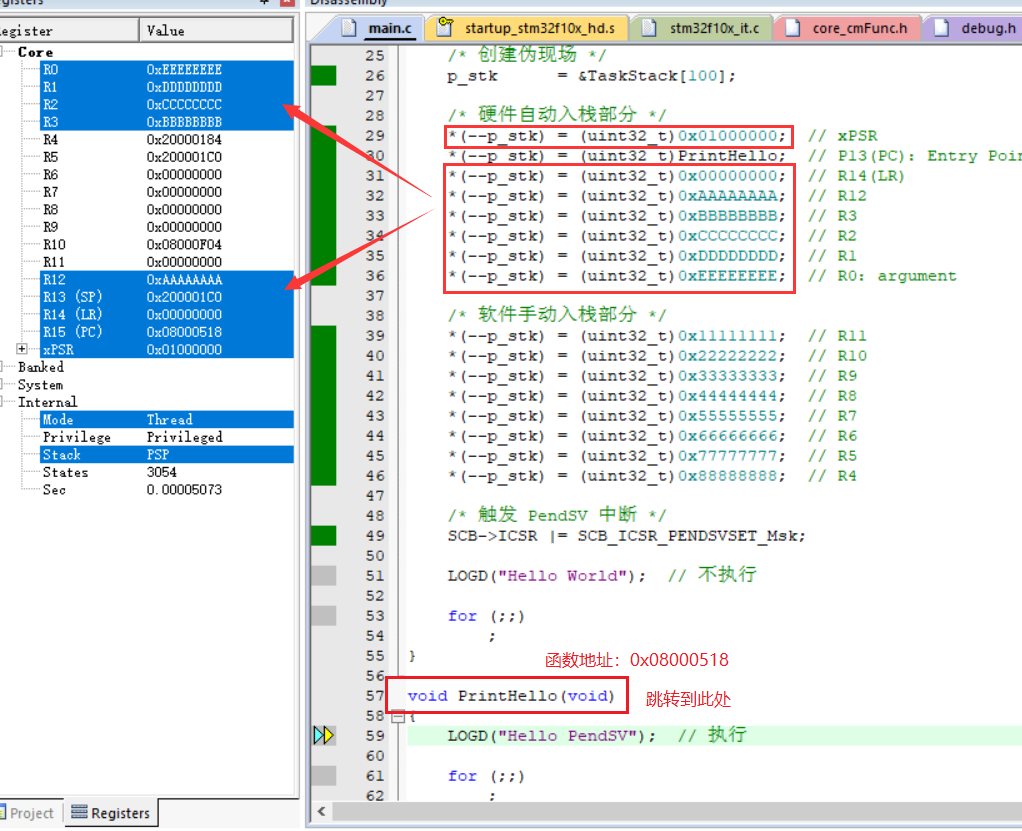 Registers
Disassembly
Register Value
Core
R0 0xEEEEEEEE
R1 0xDDDDDDDD
R2 0xCCCCCCCC
R3 0xBBBBBBBB
R4 0x20000184
R5 0x200001C0
R6 0x00000000
R7 0x00000000
R8 0x00000000
R9 0x00000000
R10 0x08000F04
R11 0x00000000
R12 0xAAAAAAAA
R13 (SP) 0x200001C0
R14 (LR) 0x00000000
R15 (PC) 0x08000518
xPSR 0x01000000
Banked
System
Internal
Mode Thread
Privilege Privileged
Stack PSP
States 3054
Sec 0.00005073
Project Registers
main.c startup_stm32f10x_hd.s stm32f10x_it.c core_cmFunc.h debug.h
25 /* 创建伪现场 */
26 p_stk = &TaskStack[100];
27
28 /* 硬件自动入栈部分 */
29 *(--p_stk) = (uint32_t)0x01000000; // xPSR
30 *(--p_stk) = (uint32_t)PrintHello; // P13(PC): Entry Poin
31 *(--p_stk) = (uint32_t)0x00000000; // R14(LR)
32 *(--p_stk) = (uint32_t)0xAAAAAAAA; // R12
33 *(--p_stk) = (uint32_t)0xBBBBBBBB; // R3
34 *(--p_stk) = (uint32_t)0xCCCCCCCC; // R2
35 *(--p_stk) = (uint32_t)0xDDDDDDDD; // R1
36 *(--p_stk) = (uint32_t)0xEEEEEEEE; // R0: argument
37
38 /* 软件手动入栈部分 */
39 *(--p_stk) = (uint32_t)0x11111111; // R11
40 *(--p_stk) = (uint32_t)0x22222222; // R10
41 *(--p_stk) = (uint32_t)0x33333333; // R9
42 *(--p_stk) = (uint32_t)0x44444444; // R8
43 *(--p_stk) = (uint32_t)0x55555555; // R7
44 *(--p_stk) = (uint32_t)0x66666666; // R6
45 *(--p_stk) = (uint32_t)0x77777777; // R5
46 *(--p_stk) = (uint32_t)0x88888888; // R4
47
48 /* 触发 PendSV 中断 */
49 SCB->ICSR |= SCB_ICSR_PENDSVSET_Msk;
50
51 LOGD("Hello World"); // 不执行
52
53 for (;;)
54 ;
55 }
函数地址：0x08000518
56
57 void PrintHello(void) 跳转到此处
58 {
59 LOGD("Hello PendSV"); // 执行
60
61 for (;;)
62 ;